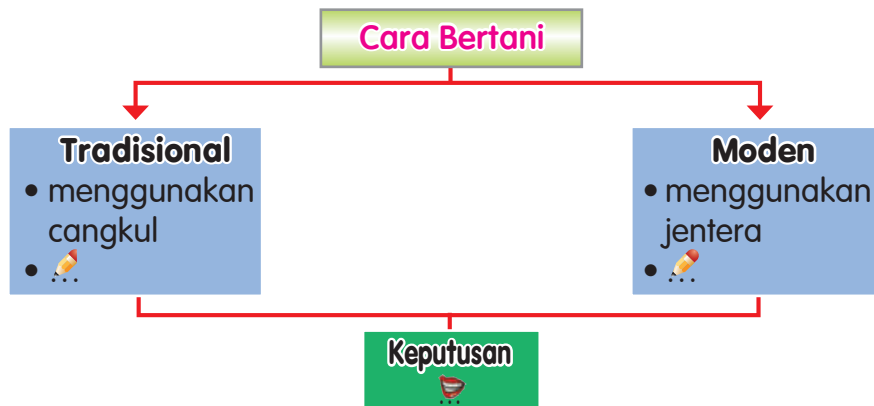 Cara Bertani
Tradisional
• menggunakan
cangkul
• ...
Moden
• menggunakan
jentera
• ...
Keputusan
...